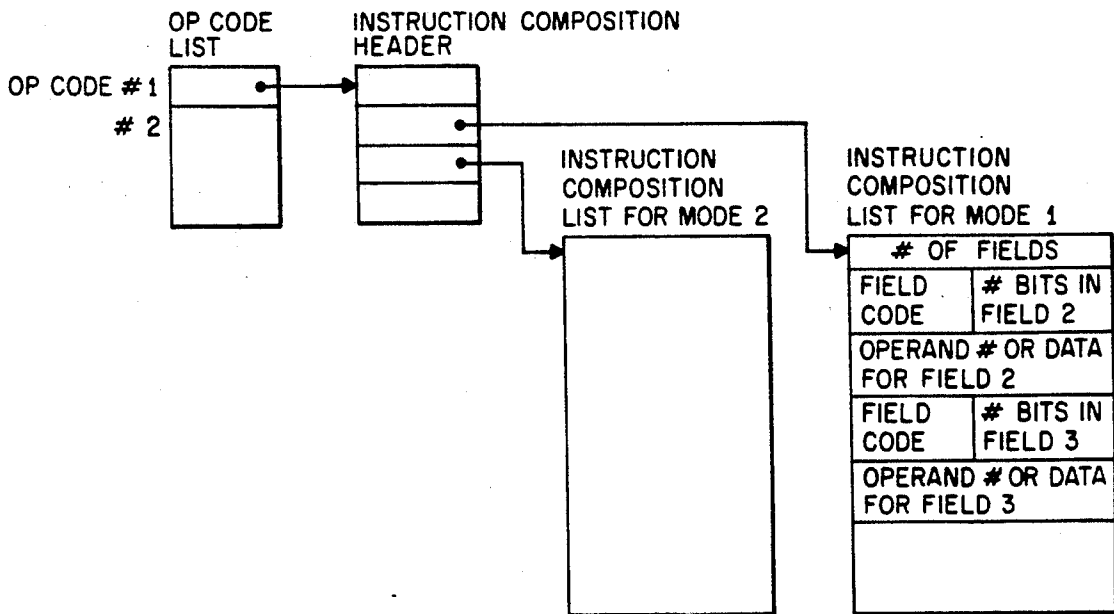 OP CODE
LIST
INSTRUCTION COMPOSITION
HEADER
OP CODE #1
# 2
INSTRUCTION
COMPOSITION
LIST FOR MODE 2
INSTRUCTION
COMPOSITION
LIST FOR MODE 1
# OF FIELDS
FIELD
CODE
# BITS IN
FIELD 2
OPERAND # OR DATA
FOR FIELD 2
FIELD
CODE
# BITS IN
FIELD 3
OPERAND # OR DATA
FOR FIELD 3